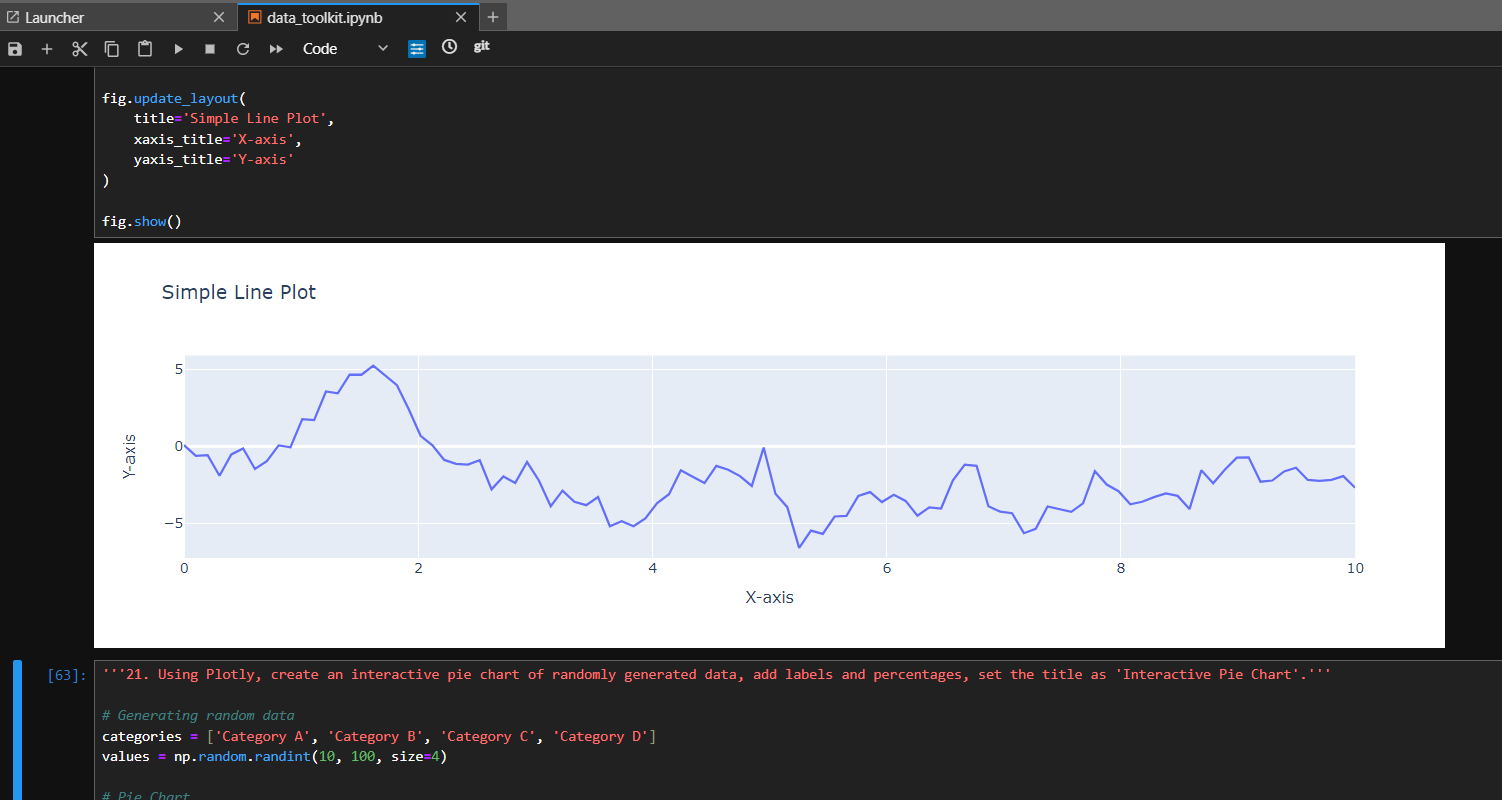 Launcher
data_toolkit.ipynb
Code
git
fig.update_layout(
    title='Simple Line Plot',
    xaxis_title='X-axis',
    yaxis_title='Y-axis'
)
fig.show()
Simple Line Plot
5
0
−5
Y-axis
0 2 4 6 8 10
X-axis
[63]:
'''21. Using Plotly, create an interactive pie chart of randomly generated data, add labels and percentages, set the title as 'Interactive Pie Chart'.'''
# Generating random data
categories = ['Category A', 'Category B', 'Category C', 'Category D']
values = np.random.randint(10, 100, size=4)
# Pie Chart